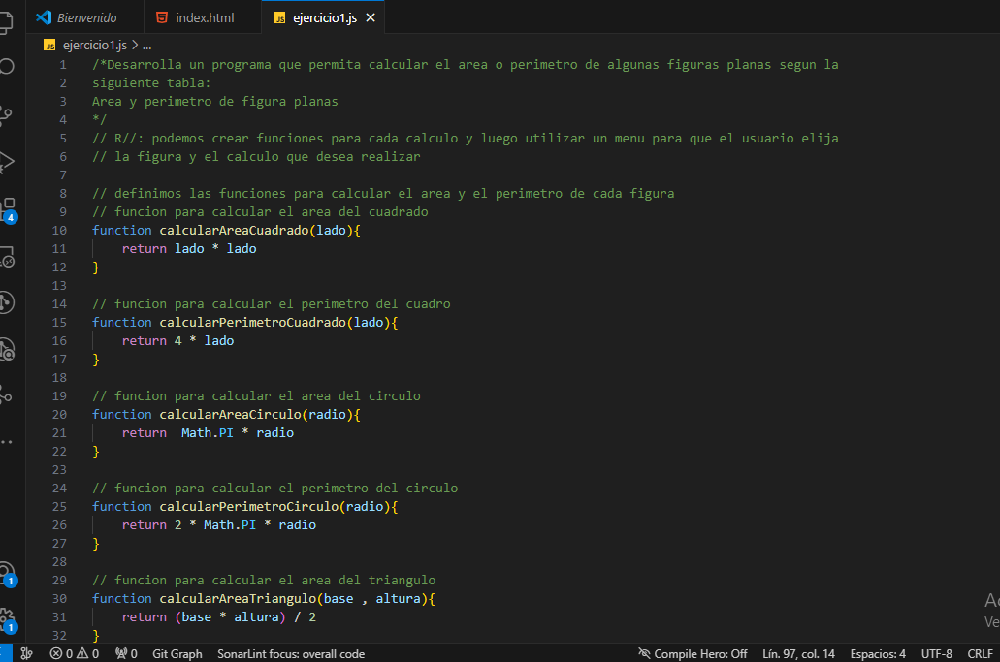 Bienvenido index.html JS ejercicio1.js ×
JS ejercicio1.js > ...
1 /*Desarrolla un programa que permita calcular el area o perimetro de algunas figuras planas segun la
2 siguiente tabla:
3 Area y perimetro de figura planas
4 */
5 // R//: podemos crear funciones para cada calculo y luego utilizar un menu para que el usuario elija
6 // la figura y el calculo que desea realizar
7
8 // definimos las funciones para calcular el area y el perimetro de cada figura
9 // funcion para calcular el area del cuadrado
10 function calcularAreaCuadrado(lado){
11     return lado * lado
12 }
13
14 // funcion para calcular el perimetro del cuadro
15 function calcularPerimetroCuadrado(lado){
16     return 4 * lado
17 }
18
19 // funcion para calcular el area del circulo
20 function calcularAreaCirculo(radio){
21     return  Math.PI * radio
22 }
23
24 // funcion para calcular el perimetro del circulo
25 function calcularPerimetroCirculo(radio){
26     return 2 * Math.PI * radio
27 }
28
29 // funcion para calcular el area del triangulo
30 function calcularAreaTriangulo(base , altura){
31     return (base * altura) / 2
32 }
4
1
1
0 0 0 Git Graph SonarLint focus: overall code Compile Hero: Off Lín. 97, col. 14 Espacios: 4 UTF-8 CRLF